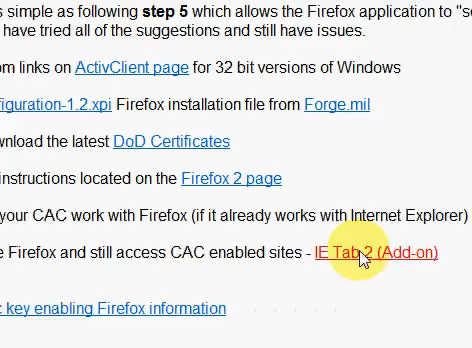 s simple as following step 5 which allows the Firefox application to "s
have tried all of the suggestions and still have issues.
om links on ActivClient page for 32 bit versions of Windows
figuration-1.2.xpi Firefox installation file from Forge.mil
wnload the latest DoD Certificates
instructions located on the Firefox 2 page
your CAC work with Firefox (if it already works with Internet Explorer)
e Firefox and still access CAC enabled sites - IE Tab 2 (Add-on)
c key enabling Firefox information